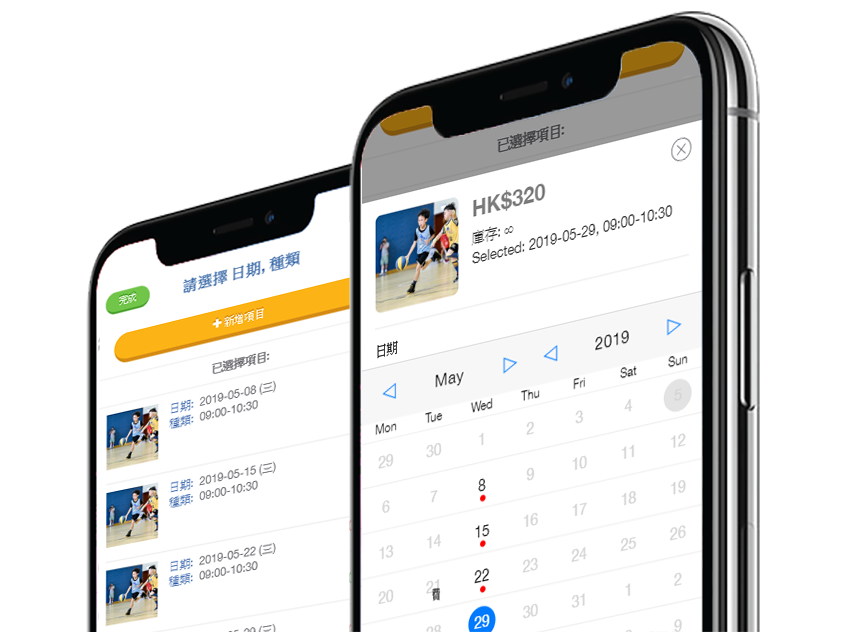 請選擇 日期, 種類
完成
新增項目
已選擇項目:
日期: 2019-05-08 (三)
種類: 09:00-10:30
日期: 2019-05-15 (三)
種類: 09:00-10:30
日期: 2019-05-22 (三)
種類: 09:00-10:30
已選擇項目:
HK$320
庫存: ∞
Selected: 2019-05-29, 09:00-10:30
日期
May 2019
Mon Tue Wed Thu Fri Sat Sun
29 30 1 2 3 4 5
6 7 8 9 10 11 12
13 14 15 16 17 18 19
20 21 22 23 24 25 26
28 29 30 31 1 2
8 9